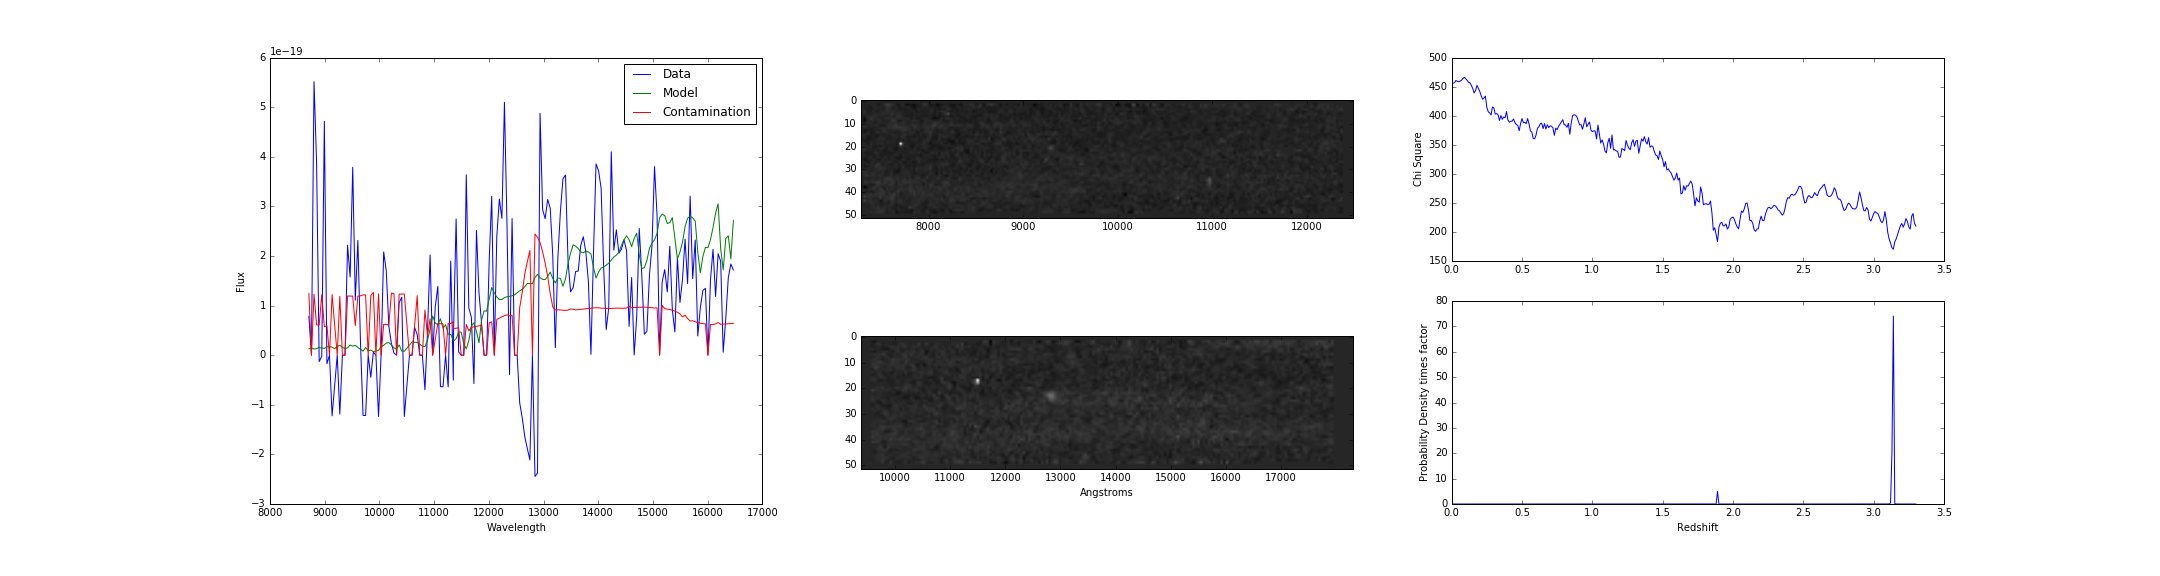 1e−19
6
5
4
3
2
1
0
−1
−2
−3
8000 9000 10000 11000 12000 13000 14000 15000 16000 17000
Wavelength
Flux
Data
Model
Contamination
0
10
20
30
40
50
8000 9000 10000 11000 12000
0
10
20
30
40
50
10000 11000 12000 13000 14000 15000 16000 17000
Angstroms
500
450
400
350
300
250
200
150
0.0 0.5 1.0 1.5 2.0 2.5 3.0 3.5
Chi Square
80
70
60
50
40
30
20
10
0
0.0 0.5 1.0 1.5 2.0 2.5 3.0 3.5
Redshift
Probability Density times factor